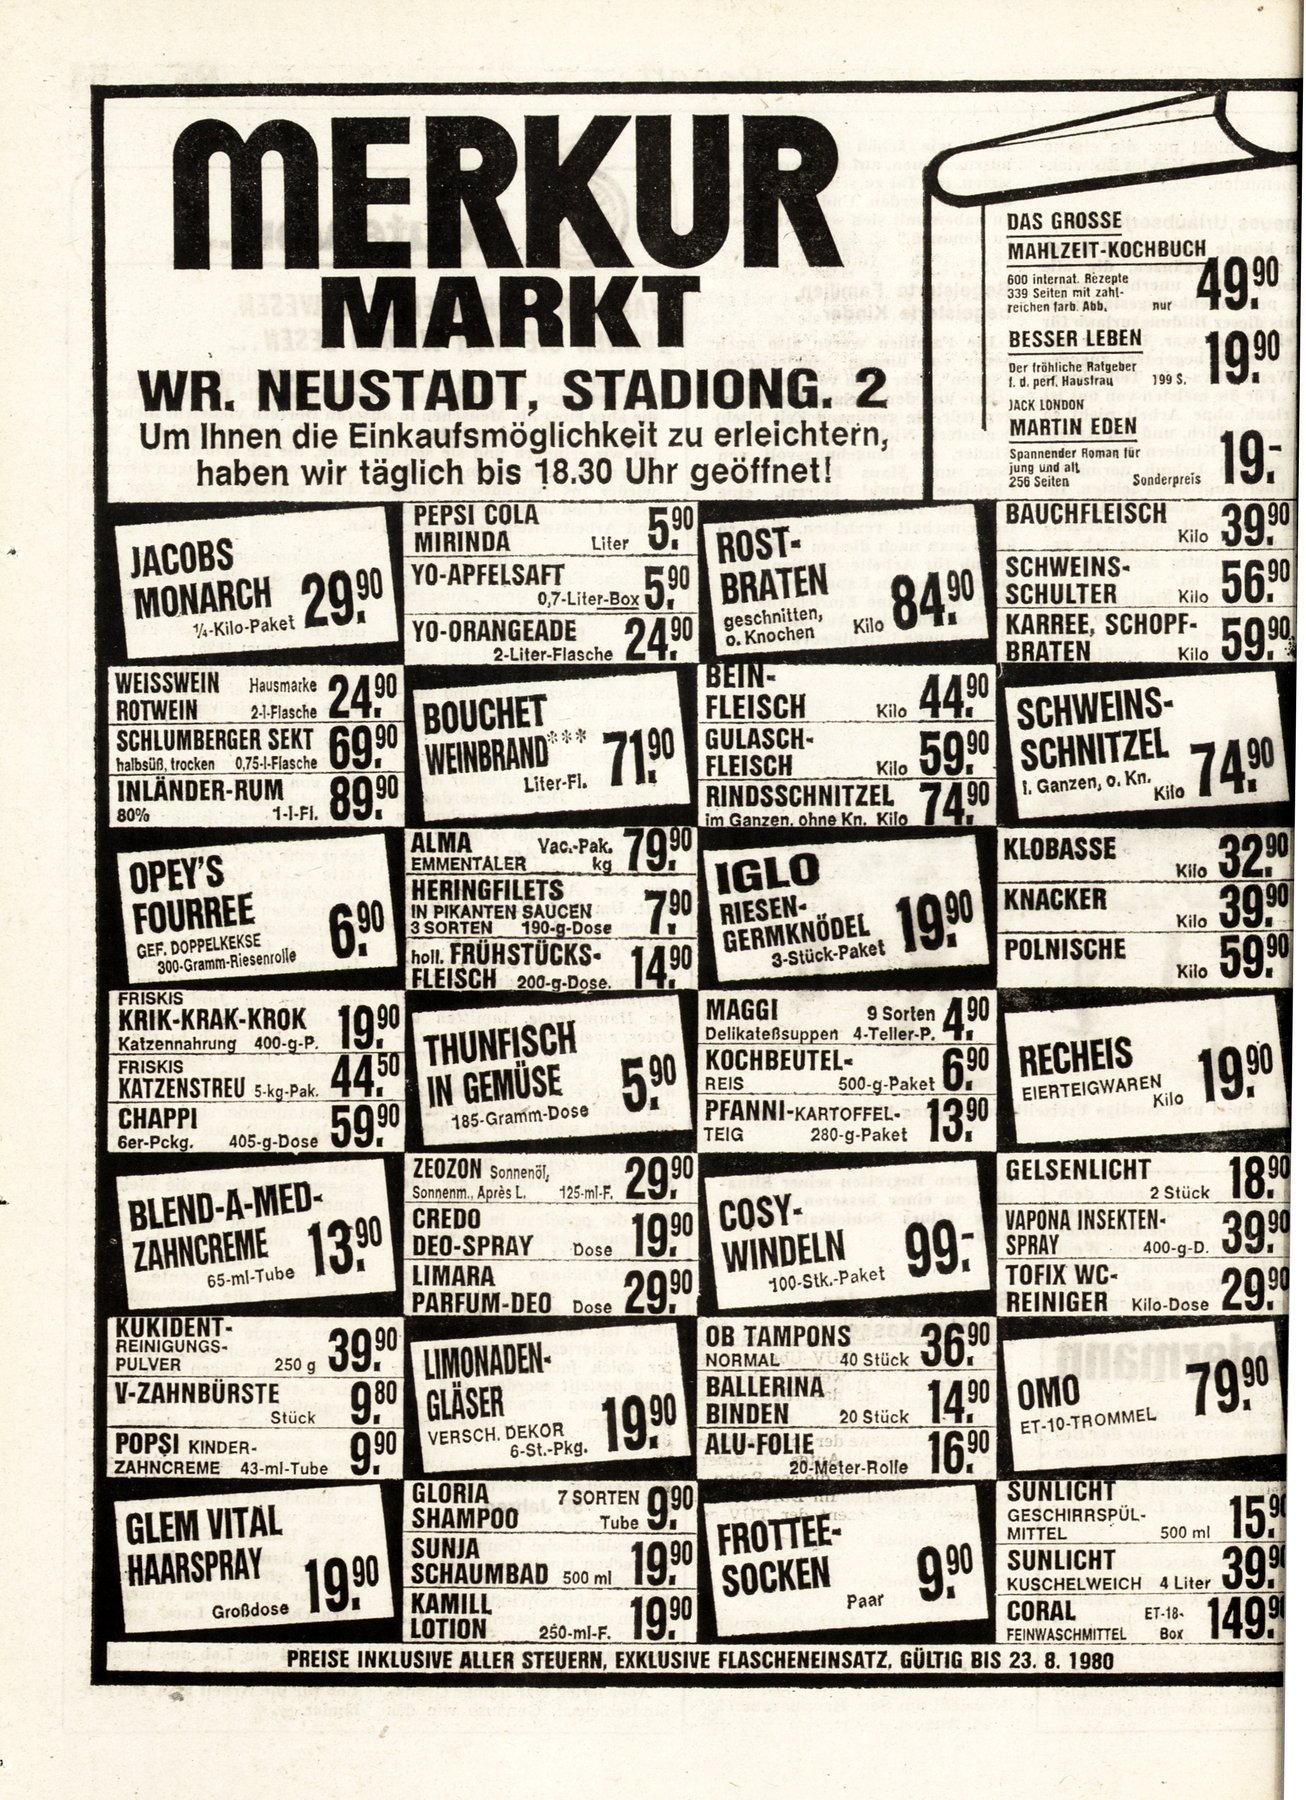 MERKUR
MARKT
WR. NEUSTADT, STADIONG. 2
Um Ihnen die Einkaufsmöglichkeit zu erleichtern,
haben wir täglich bis 18.30 Uhr geöffnet!
DAS GROSSE
MAHLZEIT-KOCHBUCH
600 internat. Rezepte
339 Seiten mit zahl-
reichen farb. Abb. nur 49.90
BESSER LEBEN
Der fröhliche Ratgeber
f. d. perf. Hausfrau 199 S. 19.90
JACK LONDON
MARTIN EDEN
Spannender Roman für
jung und alt
256 Seiten Sonderpreis 19.-
JACOBS
MONARCH
¼-Kilo-Paket 29.90
PEPSI COLA
MIRINDA Liter 5.90
YO-APFELSAFT
0,7-Liter-Box 5.90
YO-ORANGEADE
2-Liter-Flasche 24.90
ROST-
BRATEN
geschnitten,
o. Knochen Kilo 84.90
BAUCHFLEISCH
Kilo 39.90
SCHWEINS-
SCHULTER Kilo 56.90
KARREE, SCHOPF-
BRATEN Kilo 59.90
WEISSWEIN Hausmarke
ROTWEIN 2-l-Flasche 24.90
SCHLUMBERGER SEKT
halbsüß, trocken 0,75-l-Flasche 69.90
INLÄNDER-RUM
80% 1-l-Fl. 89.90
BOUCHET
WEINBRAND***
Liter-Fl. 71.90
BEIN-
FLEISCH Kilo 44.90
GULASCH-
FLEISCH Kilo 59.90
RINDSSCHNITZEL
im Ganzen, ohne Kn. Kilo 74.90
SCHWEINS-
SCHNITZEL
i. Ganzen, o. Kn.
Kilo 74.90
OPEY'S
FOURREE
GEF. DOPPELKEKSE
300-Gramm-Riesenrolle 6.90
ALMA Vac.-Pak.
EMMENTALER kg 79.90
HERINGFILETS
IN PIKANTEN SAUCEN
3 SORTEN 190-g-Dose 7.90
holl. FRÜHSTÜCKS-
FLEISCH 200-g-Dose. 14.90
IGLO
RIESEN-
GERMKNÖDEL
3-Stück-Paket 19.90
KLOBASSE
Kilo 32.90
KNACKER
Kilo 39.90
POLNISCHE
Kilo 59.90
FRISKIS
KRIK-KRAK-KROK
Katzennahrung 400-g-P. 19.90
FRISKIS
KATZENSTREU 5-kg-Pak. 44.50
CHAPPI
6er-Pckg. 405-g-Dose 59.90
THUNFISCH
IN GEMÜSE
185-Gramm-Dose 5.90
MAGGI 9 Sorten
Delikateßsuppen 4-Teller-P. 4.90
KOCHBEUTEL-
REIS 500-g-Paket 6.90
PFANNI-KARTOFFEL-
TEIG 280-g-Paket 13.90
RECHEIS
EIERTEIGWAREN
Kilo 19.90
BLEND-A-MED-
ZAHNCREME
65-ml-Tube 13.90
ZEOZON Sonnenöl,
Sonnenm., Après L. 125-ml-F. 29.90
CREDO
DEO-SPRAY Dose 19.90
LIMARA
PARFUM-DEO Dose 29.90
COSY-
WINDELN
100-Stk.-Paket 99.-
GELSENLICHT
2 Stück 18.90
VAPONA INSEKTEN-
SPRAY 400-g-D. 39.90
TOFIX WC-
REINIGER Kilo-Dose 29.90
KUKIDENT-
REINIGUNGS-
PULVER 250 g 39.90
V-ZAHNBÜRSTE
Stück 9.80
POPSI KINDER-
ZAHNCREME 43-ml-Tube 9.90
LIMONADEN-
GLÄSER
VERSCH. DEKOR
6-St.-Pkg. 19.90
OB TAMPONS
NORMAL 40 Stück 36.90
BALLERINA
BINDEN 20 Stück 14.90
ALU-FOLIE
20-Meter-Rolle 16.90
OMO
ET-10-TROMMEL 79.90
GLEM VITAL
HAARSPRAY
Großdose 19.90
GLORIA 7 SORTEN
SHAMPOO Tube 9.90
SUNJA
SCHAUMBAD 500 ml 19.90
KAMILL
LOTION 250-ml-F. 19.90
FROTTEE-
SOCKEN
Paar 9.90
SUNLICHT
GESCHIRRSPÜL-
MITTEL 500 ml 15.90
SUNLICHT
KUSCHELWEICH 4 Liter 39.90
CORAL ET-18-
FEINWASCHMITTEL Box 149.90
PREISE INKLUSIVE ALLER STEUERN, EXKLUSIVE FLASCHENEINSATZ, GÜLTIG BIS 23. 8. 1980